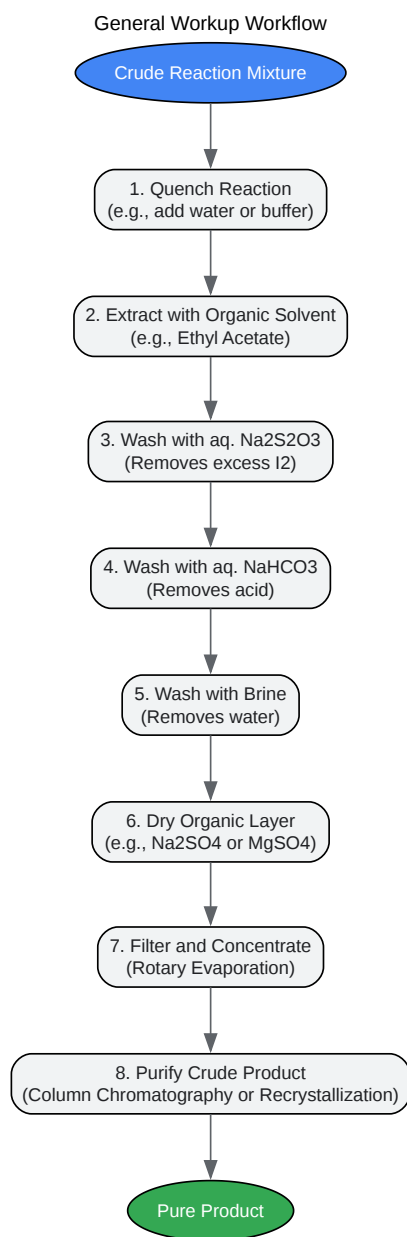 General Workup Workflow
Crude Reaction Mixture
1. Quench Reaction
(e.g., add water or buffer)
2. Extract with Organic Solvent
(e.g., Ethyl Acetate)
3. Wash with aq. Na2S2O3
(Removes excess I2)
4. Wash with aq. NaHCO3
(Removes acid)
5. Wash with Brine
(Removes water)
6. Dry Organic Layer
(e.g., Na2SO4 or MgSO4)
7. Filter and Concentrate
(Rotary Evaporation)
8. Purify Crude Product
(Column Chromatography or Recrystallization)
Pure Product